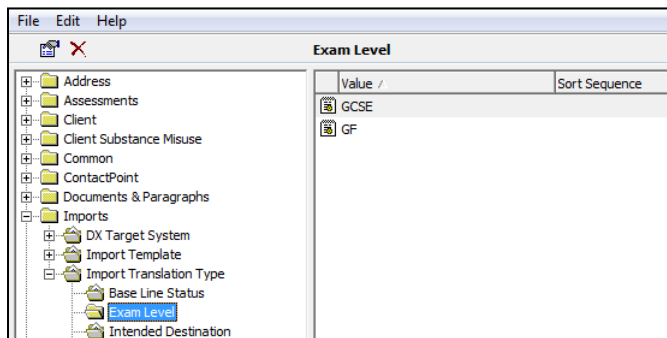 File Edit Help
Exam Level
Address
Assessments
Client
Client Substance Misuse
Common
ContactPoint
Documents & Paragraphs
Imports
DX Target System
Import Template
Import Translation Type
Base Line Status
Exam Level
Intended Destination
Value Sort Sequence
GCSE
GF